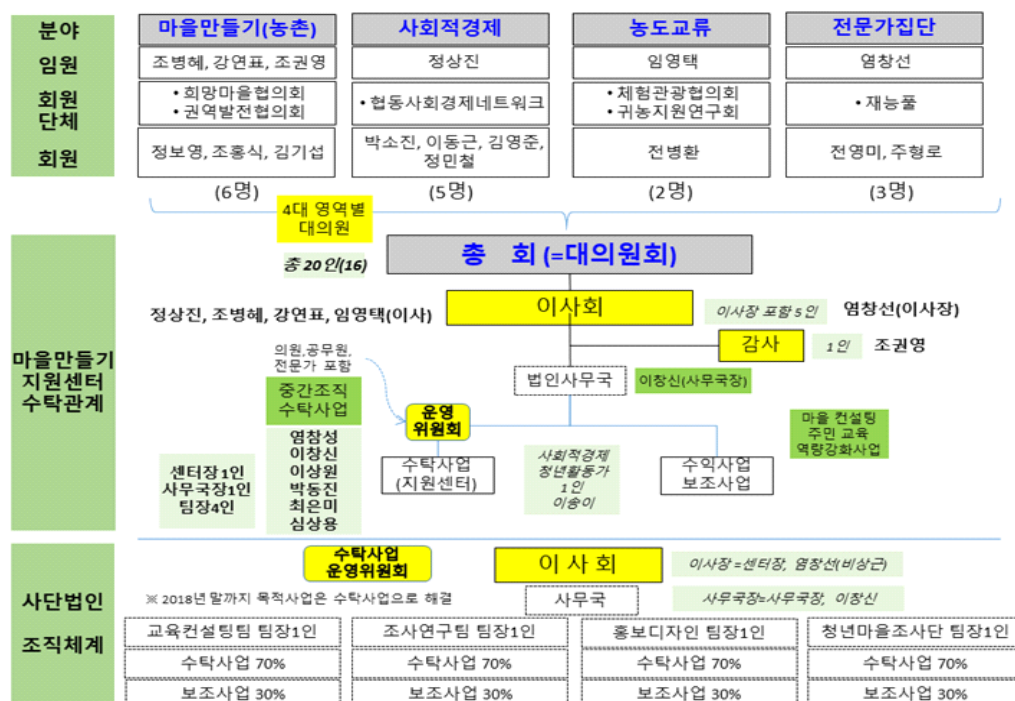 분야
마을만들기(농촌)
사회적경제
농도교류
전문가집단
임원
조병혜, 강연표, 조권영
정상진
임영택
염창선
회원
단체
• 희망마을협의회
• 권역발전협의회
• 협동사회경제네트워크
• 체험관광협의회
• 귀농지원연구회
• 재능풀
회원
정보영, 조홍식, 김기섭
박소진, 이동근, 김영준,
정민철
전병환
전영미, 주형로
(6명)
(5명)
(2명)
(3명)
4대 영역별
대의원
총 20인(16)
총 회 (=대의원회)
마을만들기
지원센터
수탁관계
정상진, 조병혜, 강연표, 임영택(이사)
이사회
이사장 포함 5인
염창선(이사장)
감사
1인
조권영
의원,공무원,
전문가 포함
법인사무국
이창신(사무국장)
중간조직
수탁사업
운영
위원회
마을 컨설팅
주민 교육
역량강화사업
염참성
이창신
이상원
박동진
최은미
심상용
센터장1인
사무국장1인
팀장4인
수탁사업
(지원센터)
사회적경제
청년활동가
1인
이송이
수익사업
보조사업
사단법인
조직체계
수탁사업
운영위원회
이 사 회
이사장=센터장, 염창선(비상근)
※ 2018년 말까지 목적사업은 수탁사업으로 해결
사무국
사무국장=사무국장, 이창신
교육컨설팅팀 팀장1인
조사연구팀 팀장1인
홍보디자인 팀장1인
청년마을조사단 팀장1인
수탁사업 70%
수탁사업 70%
수탁사업 70%
수탁사업 70%
보조사업 30%
보조사업 30%
보조사업 30%
보조사업 30%